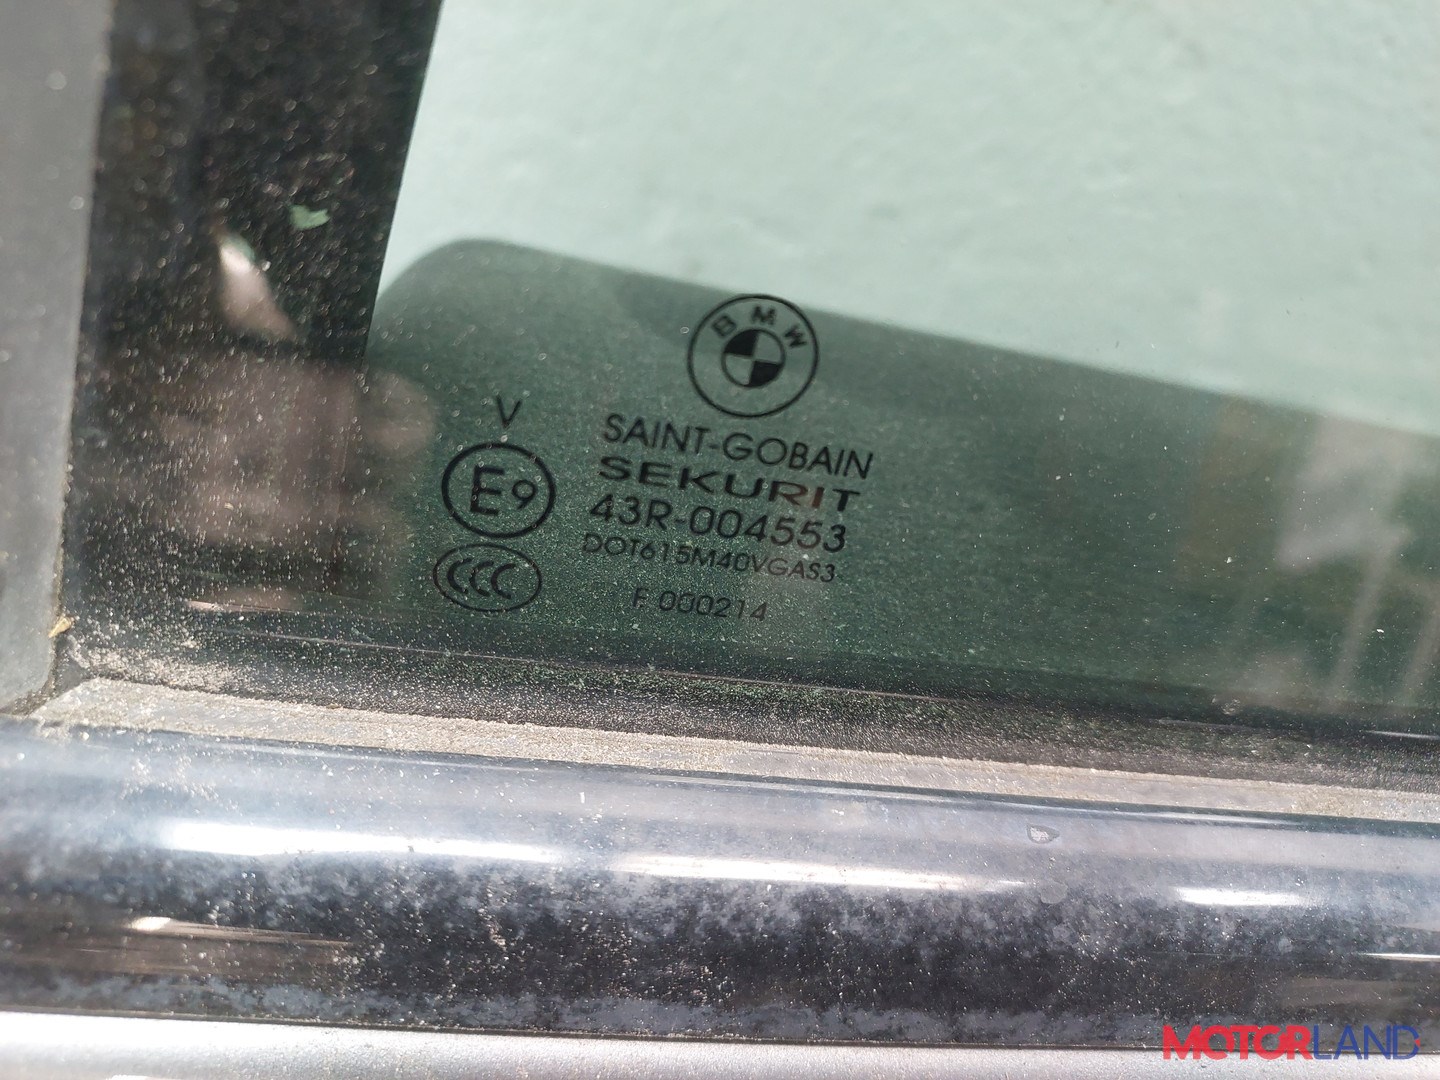 BMW
SAINT-GOBAIN
SEKURIT
43R-004553
DOT615M40VGAS3
F 000214
V
E9
CCC
MOTORLAND